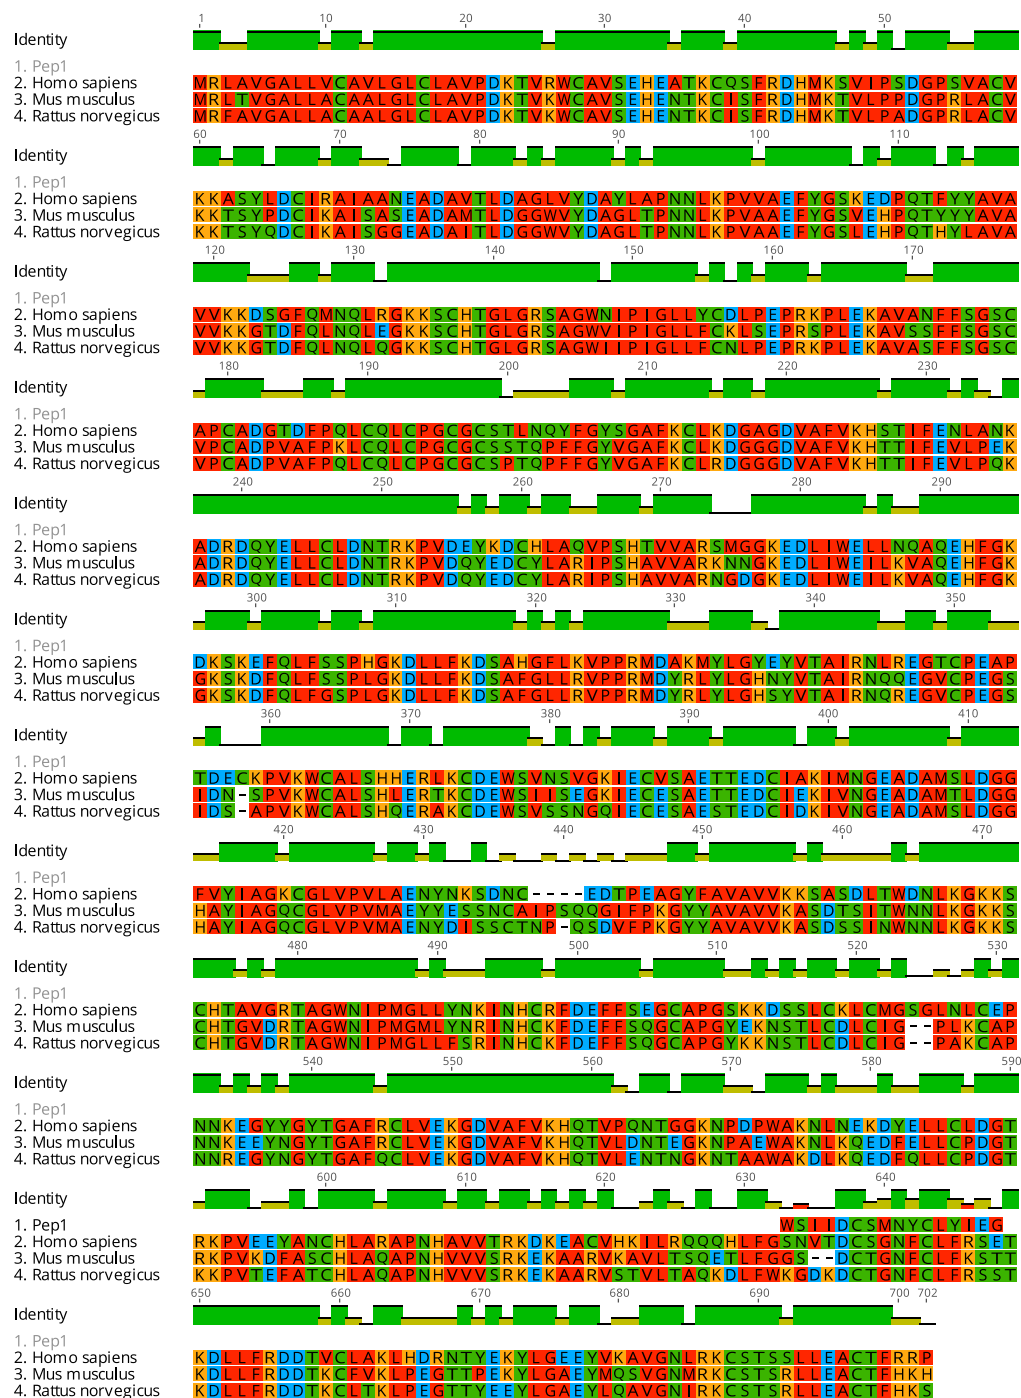 1 10 20 30 40 50
Identity
1. Pep1
2. Homo sapiens MRLAVGALLVCAVLGLCLAVPDKTVRWCAVSEHEATKCQSFRDHMKSVIPSDGPSVACV
3. Mus musculus MRLTVGALLACAALGLCLAVPDKTVKWCAVSEHENTKCISFRDHMKTVLPPDGPRLACV
4. Rattus norvegicus MRFAVGALLACAALGLCLAVPDKTVKWCAVSEHENTKCISFRDHMKTVLPADGPRLACV
60 70 80 90 100 110
Identity
1. Pep1
2. Homo sapiens KKASYLDCIRAIAANEADAVTLDAGLVYDAYLAPNNLKPVVAEFYGSKEDPQTFYYAVA
3. Mus musculus KKTSYPDCIKAISASEADAMTLDGGWVYDAGLTPNNLKPVAAEFYGSVEHPQTYYYAVA
4. Rattus norvegicus KKTSYQDCIKAISGGEADAITLDGGWVYDAGLTPNNLKPVAAEFYGSLEHPQTHYLAVA
120 130 140 150 160 170
Identity
1. Pep1
2. Homo sapiens VVKKDSGFQMNQLRGKKSCHTGLGRSAGWNIPIGLLYCDLPEPRKPLEKAVANFFSGSC
3. Mus musculus VVKKGTDFQLNQLEGKKSCHTGLGRSAGWVIPIGLLFCKLSEPRSPLEKAVSSFFSGSC
4. Rattus norvegicus VVKKGTDFQLNQLQGKKSCHTGLGRSAGWIIPIGLLFCNLPEPRKPLEKAVASFFSGSC
180 190 200 210 220 230
Identity
1. Pep1
2. Homo sapiens APCADGTDFPQLCQLCPGCGCSTLNQYFGYSGAFKCLKDGAGDVAFVKHSTIFENLANK
3. Mus musculus VPCADPVAFPKLCQLCPGCGCSSTQPFFGYVGAFKCLKDGGGDVAFVKHTTIFEVLPEK
4. Rattus norvegicus VPCADPVAFPQLCQLCPGCGCSPTQPFFGYVGAFKCLRDGGGDVAFVKHTTIFEVLPQK
240 250 260 270 280 290
Identity
1. Pep1
2. Homo sapiens ADRDQYELLCLDNTRKPVDEYKDCHLAQVPSHTVVARSMGGKEDLIWELLNQAQEHFGK
3. Mus musculus ADRDQYELLCLDNTRKPVDQYEDCYLARIPSHAVVARKNNGKEDLIWEILKVAQEHFGK
4. Rattus norvegicus ADRDQYELLCLDNTRKPVDQYEDCYLARIPSHAVVARNGDGKEDLIWEILKVAQEHFGK
300 310 320 330 340 350
Identity
1. Pep1
2. Homo sapiens DKSKEFQLFSSPHGKDLLFKDSAHGFLKVPPRMDAKMYLGYEYVTAIRNLREGTCPEAP
3. Mus musculus GKSKDFQLFSSPLGKDLLFKDSAFGLLRVPPRMDYRLYLGHNYVTAIRNQQEGVCPEGS
4. Rattus norvegicus GKSKDFQLFGSPLGKDLLFKDSAFGLLRVPPRMDYRLYLGHSYVTAIRNQREGVCPEGS
360 370 380 390 400 410
Identity
1. Pep1
2. Homo sapiens TDECKPVKWCALSHHERLKCDEWSVNSVGKIECVSAETTEDCIAKIMNGEADAMSLDGG
3. Mus musculus IDN-SPVKWCALSHLERTKCDEWSIISEGKIECESAETTEDCIEKIVNGEADAMTLDGG
4. Rattus norvegicus IDS-APVKWCALSHQERAKCDEWSVSSNGQIECESAESTEDCIDKIVNGEADAMSLDGG
420 430 440 450 460 470
Identity
1. Pep1
2. Homo sapiens FVYIAGKCGLVPVLAENYNKSDNC----EDTPEAGYFAVAVVKKSASDLTWDNLKGKKS
3. Mus musculus HAYIAGQCGLVPVMAEYYESSNCAIPSQQGIFPKGYYAVAVVKASDTSITWNNLKGKKS
4. Rattus norvegicus HAYIAGQCGLVPVMAENYDISSCTNP-QSDVFPKGYYAVAVVKASDSSINWNNLKGKKS
480 490 500 510 520 530
Identity
1. Pep1
2. Homo sapiens CHTAVGRTAGWNIPMGLLYNKINHCRFDEFFSEGCAPGSKKDSSLCKLCMGSGLNLCEP
3. Mus musculus CHTGVDRTAGWNIPMGMLYNRINHCKFDEFFSQGCAPGYEKNSTLCDLCIG--PLKCAP
4. Rattus norvegicus CHTGVDRTAGWNIPMGLLFSRINHCKFDEFFSQGCAPGYKKNSTLCDLCIG--PAKCAP
540 550 560 570 580 590
Identity
1. Pep1
2. Homo sapiens NNKEGYYGYTGAFRCLVEKGDVAFVKHQTVPQNTGGKNPDPWAKNLNEKDYELLCLDGT
3. Mus musculus NNKEEYNGYTGAFRCLVEKGDVAFVKHQTVLDNTEGKNPAEWAKNLKQEDFELLCPDGT
4. Rattus norvegicus NNREGYNGYTGAFQCLVEKGDVAFVKHQTVLENTNGKNTAAWAKDLKQEDFQLLCPDGT
600 610 620 630 640
Identity
1. Pep1 WSIIDCSMNYCLYIEG
2. Homo sapiens RKPVEEYANCHLARAPNHAVVTRKDKEACVHKILRQQQHLFGSNVTDCSGNFCLFRSET
3. Mus musculus RKPVKDFASCHLAQAPNHVVVSRKEKAARVKAVLTSQETLFGGS--DCTGNFCLFKSTT
4. Rattus norvegicus KKPVTEFATCHLAQAPNHVVVSRKEKAARVSTVLTAQKDLFWKGDKDCTGNFCLFRSST
650 660 670 680 690 700 702
Identity
1. Pep1
2. Homo sapiens KDLLFRDDTVCLAKLHDRNTYEKYLGEEYVKAVGNLRKCSTSSLLEACTFRRP
3. Mus musculus KDLLFRDDTKCFVKLPEGTTPEKYLGAEYMQSVGNMRKCSTSRLLEACTFHKH
4. Rattus norvegicus KDLLFRDDTKCLTKLPEGTTYEEYLGAEYLQAVGNIRKCSTSRLLEACTFHKS